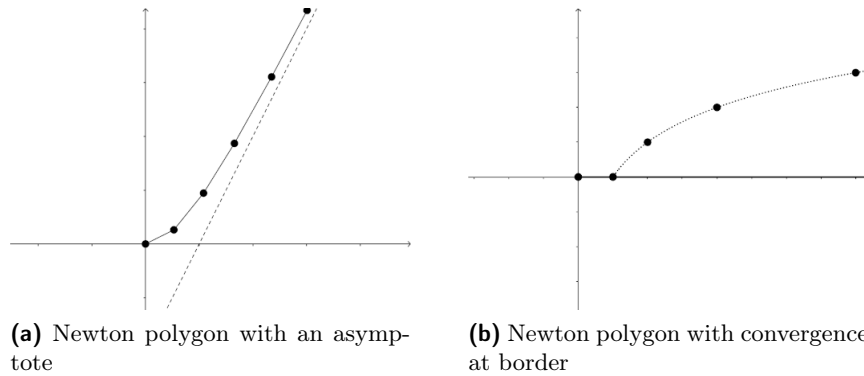 (a) Newton polygon with an asymp-
tote
(b) Newton polygon with convergence
at border